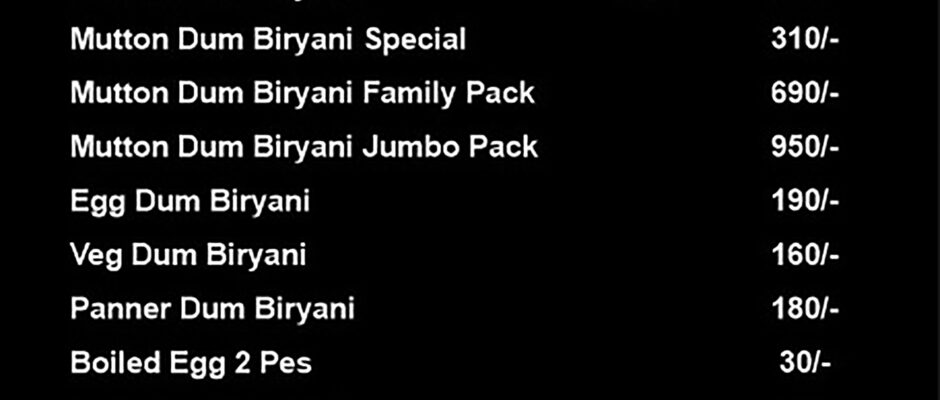 Mutton Dum Biryani Special 310/-
Mutton Dum Biryani Family Pack 690/-
Mutton Dum Biryani Jumbo Pack 950/-
Egg Dum Biryani 190/-
Veg Dum Biryani 160/-
Panner Dum Biryani 180/-
Boiled Egg 2 Pes 30/-